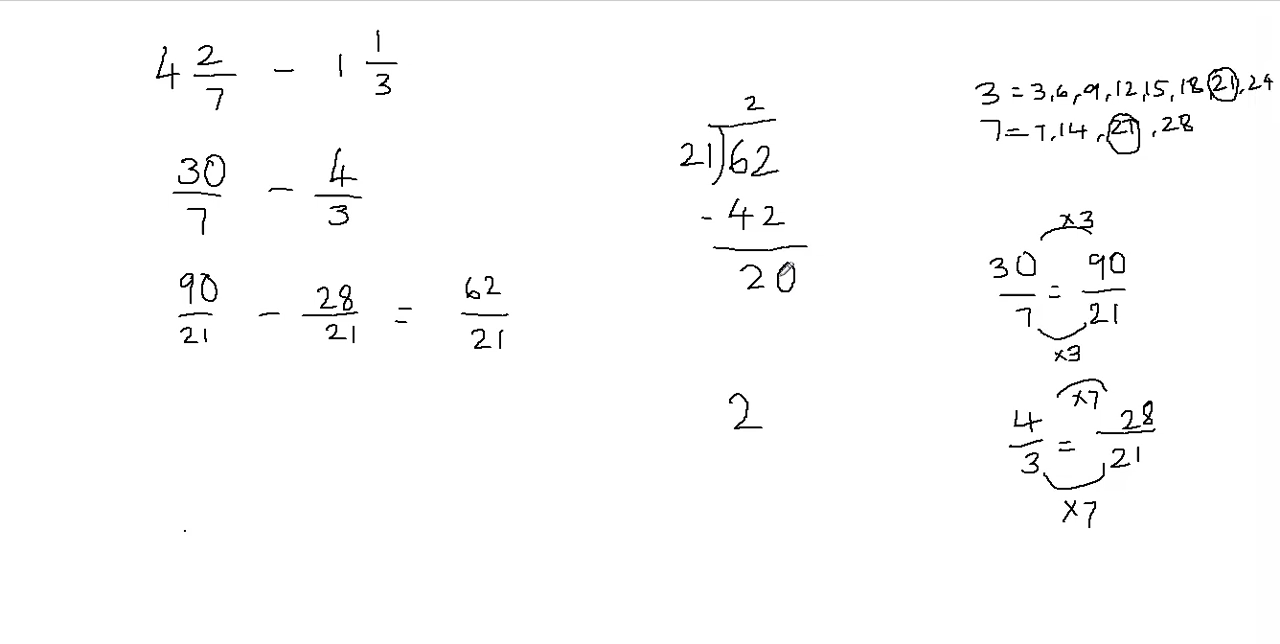 4 2/7 - 1 1/3
30/7 - 4/3
90/21 - 28/21 = 62/21
2
21)62
- 42
20
2
3 = 3,6,9,12,15,18,21,24
7 = 7,14,21,28
×3
30/7 = 90/21
×3
×7
4/3 = 28/21
×7